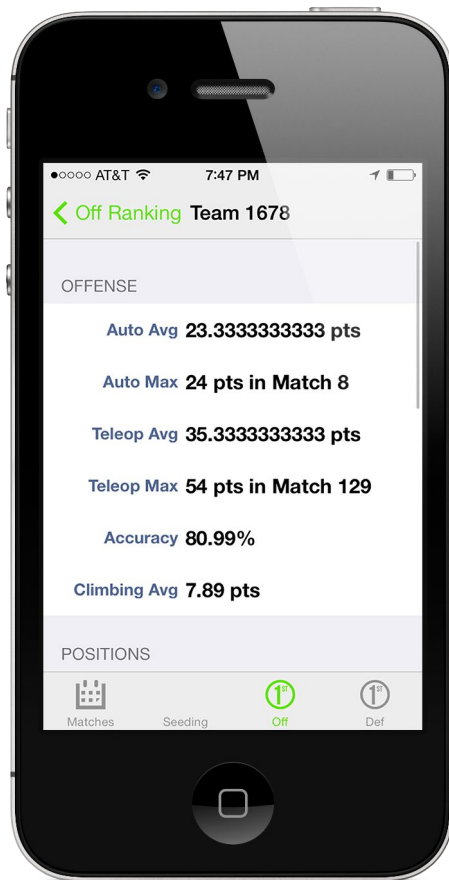 AT&T 7:47 PM
Off Ranking Team 1678
OFFENSE
Auto Avg 23.3333333333 pts
Auto Max 24 pts in Match 8
Teleop Avg 35.3333333333 pts
Teleop Max 54 pts in Match 129
Accuracy 80.99%
Climbing Avg 7.89 pts
POSITIONS
1ST 1ST
Matches Seeding Off Def